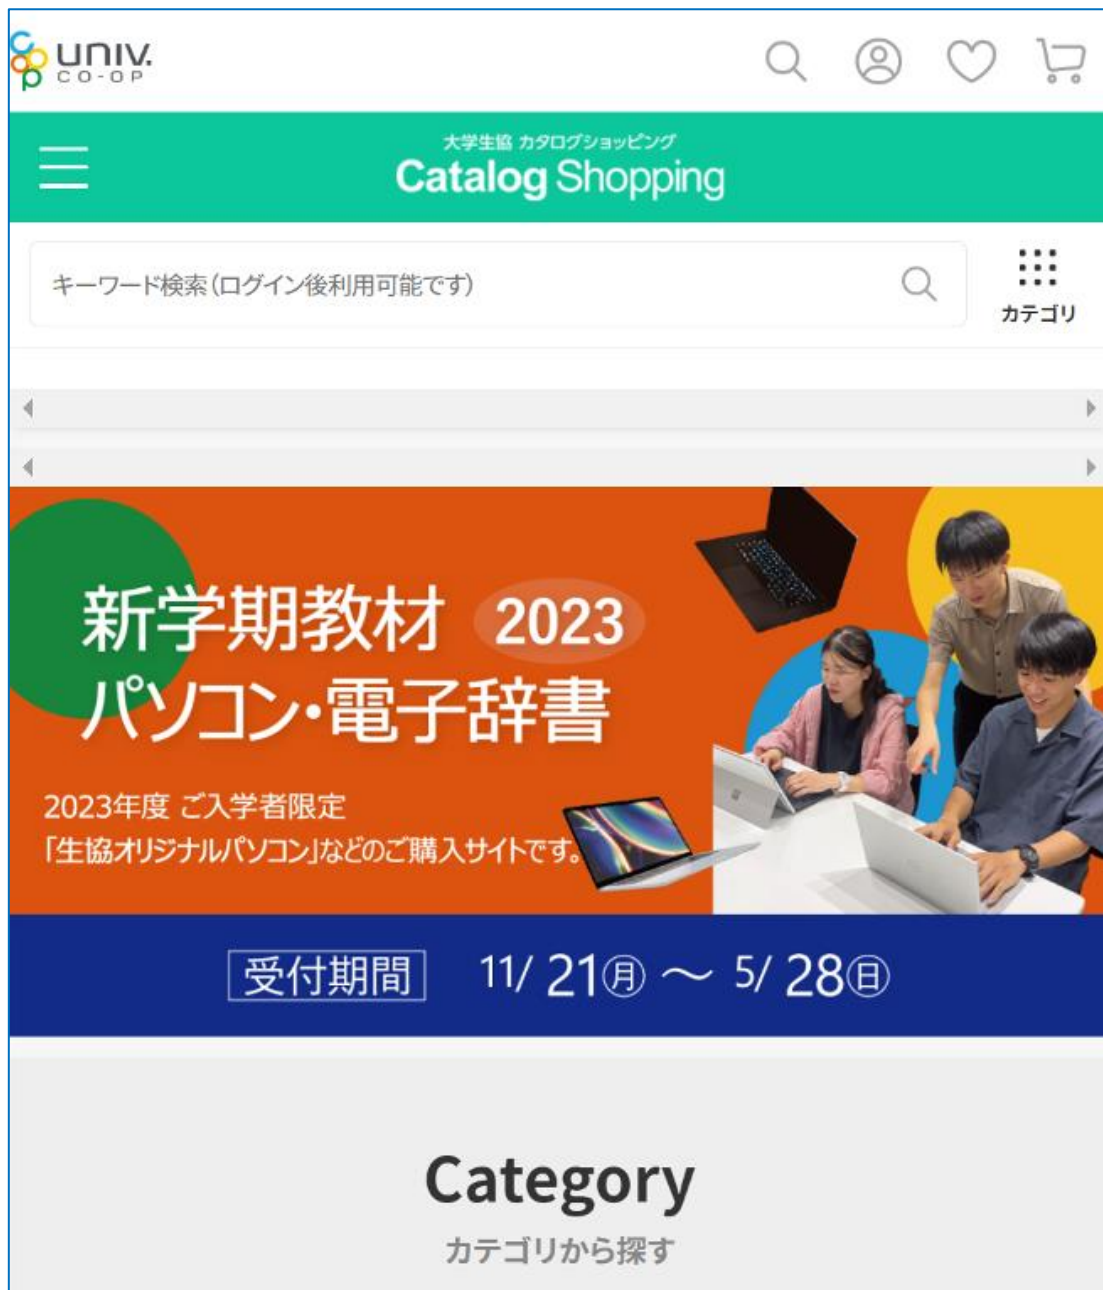 UNIV.
CO-OP
大学生協 カタログショッピング
Catalog Shopping
キーワード検索(ログイン後利用可能です)
カテゴリ
新学期教材 2023
パソコン・電子辞書
2023年度 ご入学者限定
「生協オリジナルパソコン」などのご購入サイトです。
受付期間 11/ 21㊊ ～ 5/ 28㊐
Category
カテゴリから探す